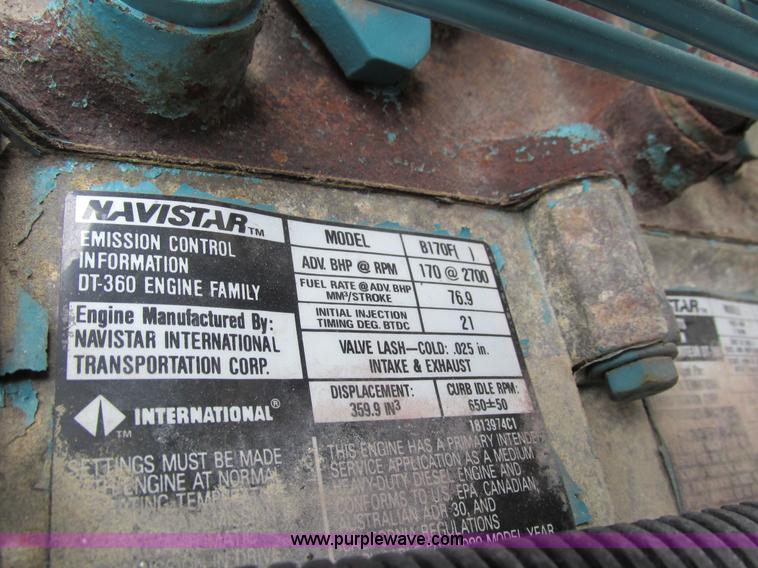 NAVISTAR TM
EMISSION CONTROL
INFORMATION
DT-360 ENGINE FAMILY
Engine Manufactured By:
NAVISTAR INTERNATIONAL
TRANSPORTATION CORP.
INTERNATIONAL®
TM
SETTINGS MUST BE MADE
ENGINE AT NORMAL
MODEL B170F( )
ADV. BHP @ RPM 170 @ 2700
FUEL RATE @ ADV. BHP
MM³/STROKE 76.9
INITIAL INJECTION
TIMING DEG. BTDC 21
VALVE LASH—COLD: .025 in.
INTAKE & EXHAUST
DISPLACEMENT:
359.9 IN³
CURB IDLE RPM:
650±50
1813974C1
THIS ENGINE HAS A PRIMARY INTENDED
SERVICE APPLICATION AS A MEDIUM
HEAVY-DUTY DIESEL ENGINE AND
TO U.S. EPA, CANADIAN,
AUSTRALIAN ADR 30, AND
REGULATIONS
MODEL YEAR
www.purplewave.com